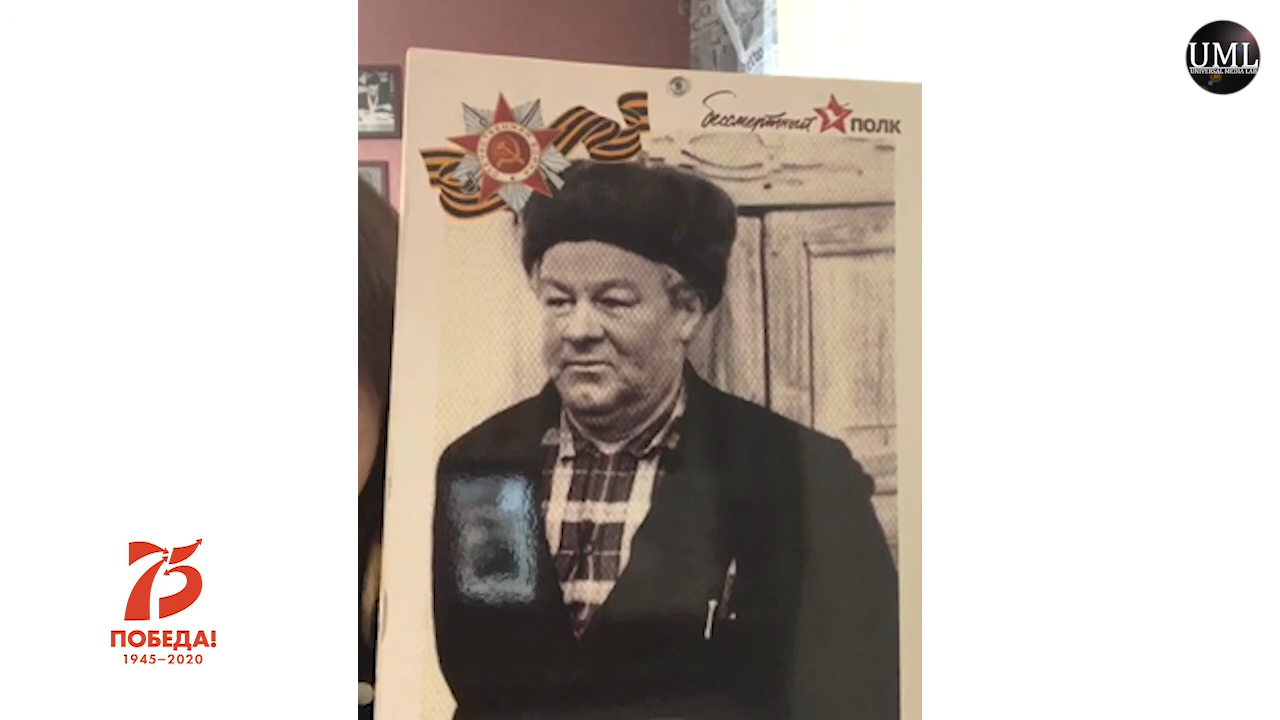 UML
UNIVERSAL MEDIA LAB
бессмертный ПОЛК
75
ПОБЕДА!
1945–2020